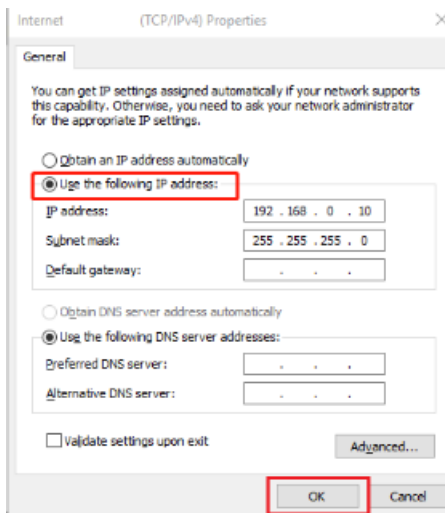 Internet (TCP/IPv4) Properties
General
You can get IP settings assigned automatically if your network supports
this capability. Otherwise, you need to ask your network administrator
for the appropriate IP settings.
Obtain an IP address automatically
Use the following IP address:
IP address: 192 . 168 . 0 . 10
Subnet mask: 255 . 255 . 255 . 0
Default gateway: . . .
Obtain DNS server address automatically
Use the following DNS server addresses:
Preferred DNS server: . . .
Alternative DNS server: . . .
Validate settings upon exit
Advanced...
OK Cancel